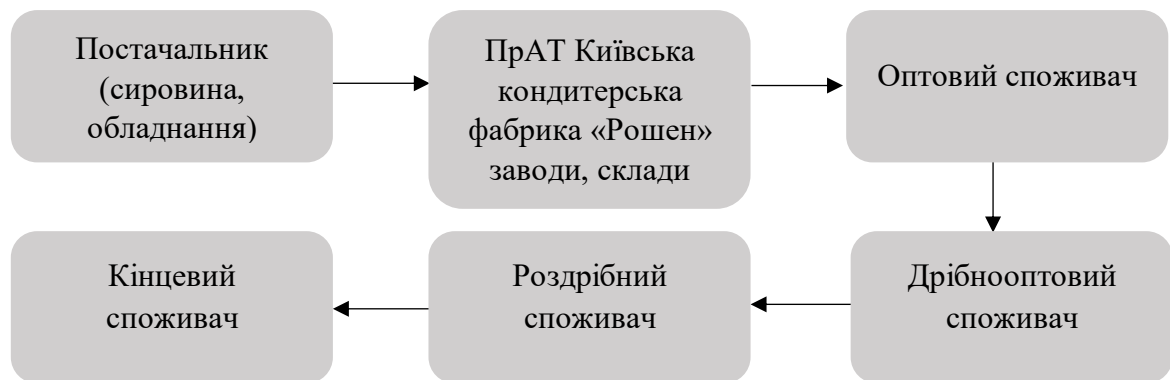 Постачальник
(сировина,
обладнання)
ПрАТ Київська
кондитерська
фабрика «Рошен»
заводи, склади
Оптовий споживач
Дрібнооптовий
споживач
Роздрібний
споживач
Кінцевий
споживач